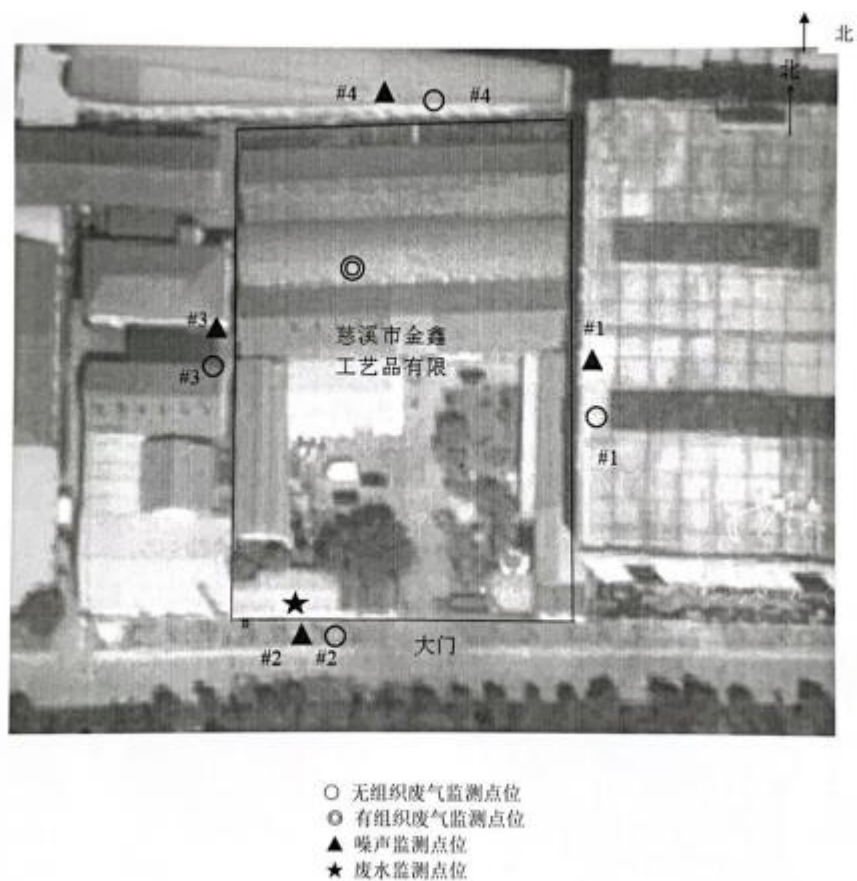 北
北
#4
#4
#3
慈溪市金鑫
工艺品有限
#1
#3
#1
#2
#2
大门
○ 无组织废气监测点位
◎ 有组织废气监测点位
▲ 噪声监测点位
★ 废水监测点位